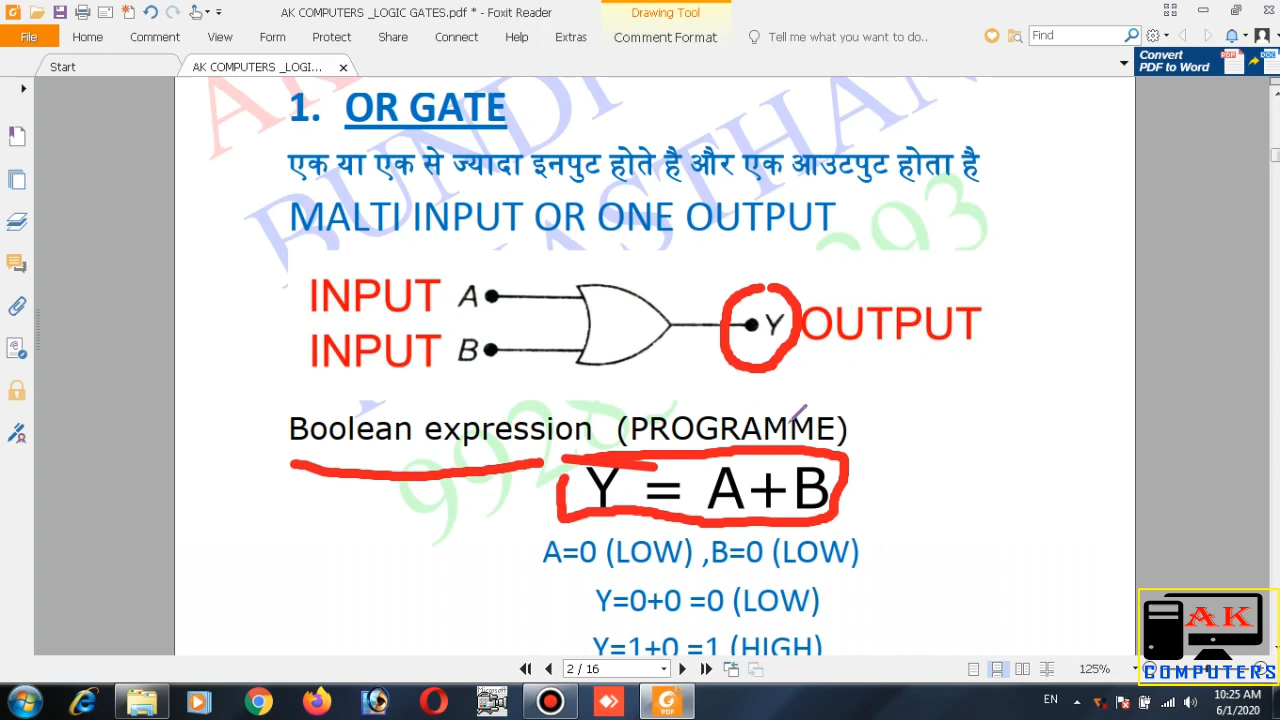 AK COMPUTERS _LOGIC GATES.pdf * - Foxit Reader
Drawing Tool
File Home Comment View Form Protect Share Connect Help Extras Comment Format Tell me what you want to do.. Find
Start
AK COMPUTERS _LOGI...
Convert
PDF to Word
1. OR GATE
एक या एक से ज्यादा इनपुट होते है और एक आउटपुट होता है
MALTI INPUT OR ONE OUTPUT
INPUT A
INPUT B
Y OUTPUT
Boolean expression (PROGRAMME)
Y = A+B
A=0 (LOW) ,B=0 (LOW)
Y=0+0 =0 (LOW)
Y=1+0 =1 (HIGH)
BUNDI
293
AK
COMPUTERS
2 / 16
125%
EN
10:25 AM
6/1/2020